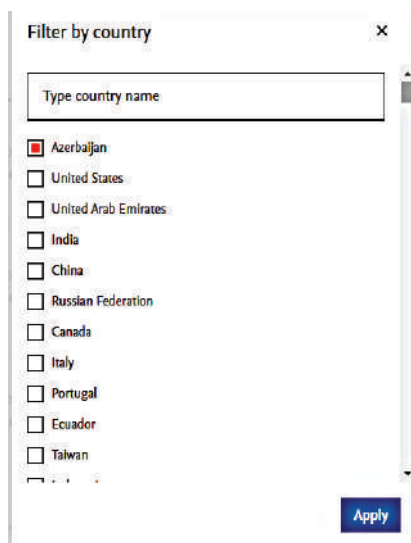 Filter by country
Type country name
Azerbaijan
United States
United Arab Emirates
India
China
Russian Federation
Canada
Italy
Portugal
Ecuador
Taiwan
Apply